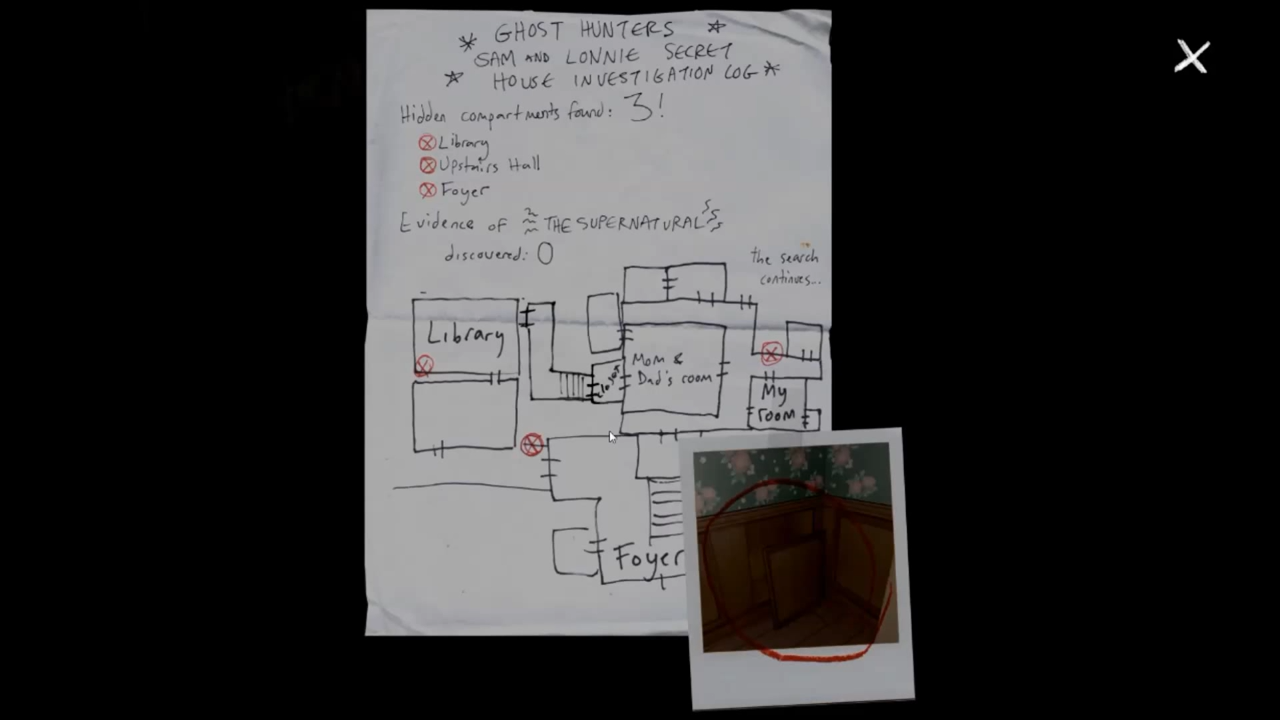 GHOST HUNTERS
SAM AND LONNIE SECRET
HOUSE INVESTIGATION LOG
Hidden compartments found: 3!
Library
Upstairs Hall
Foyer
Evidence of THE SUPERNATURAL
discovered: 0
the search
continues...
Library
Mom &
Dad's room
Closet
My
room
Foyer